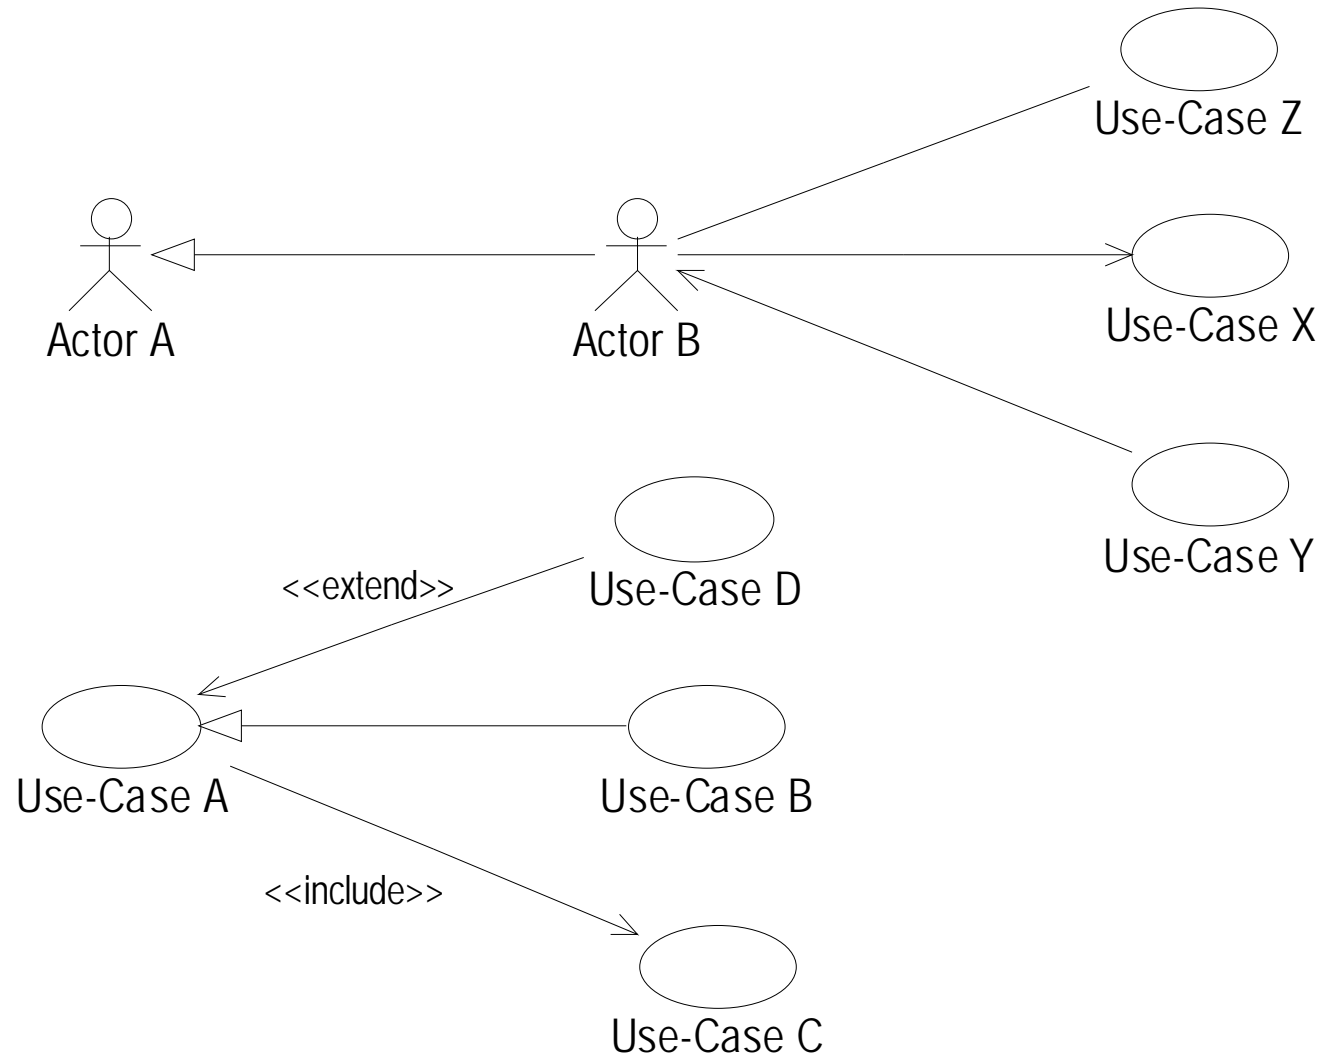 Use-Case Z
Use-Case X
Actor A
Actor B
Use-Case Y
<<extend>>
Use-Case D
Use-Case A
Use-Case B
<<include>>
Use-Case C